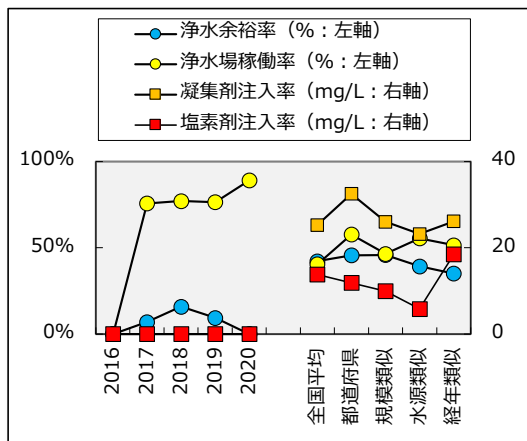 浄水余裕率（%：左軸）
浄水場稼働率（%：左軸）
凝集剤注入率（mg/L：右軸）
塩素剤注入率（mg/L：右軸）
100%
50%
0%
40
20
0
2016
2017
2018
2019
2020
全国平均
都道府県
規模類似
水源類似
経年類似